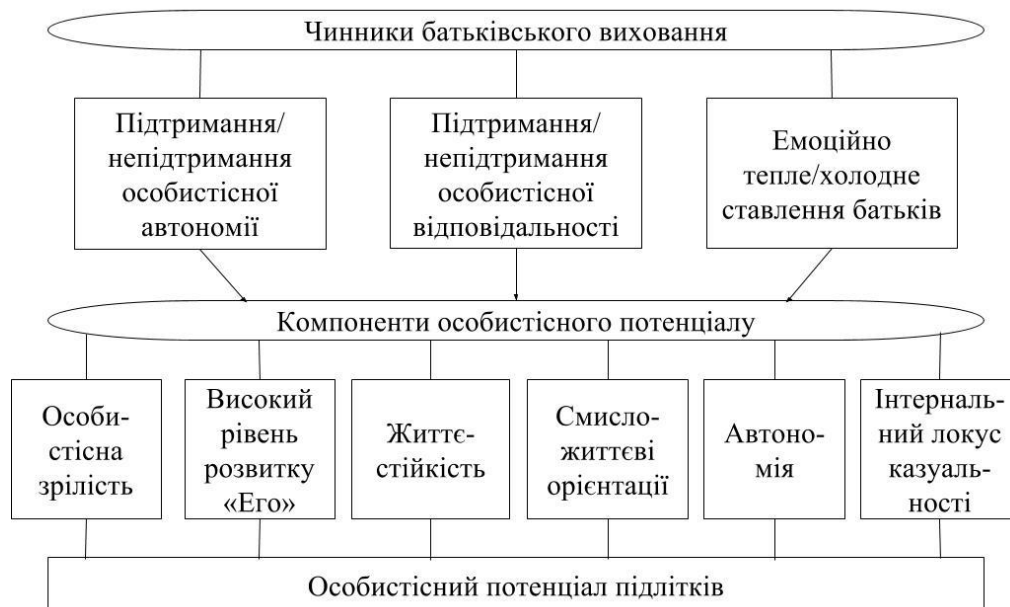 Чинники батьківського виховання
Підтримання/
непідтримання
особистісної
автономії
Підтримання/
непідтримання
особистісної
відповідальності
Емоційно
тепле/холодне
ставлення батьків
Компоненти особистісного потенціалу
Особи-
стісна
зрілість
Високий
рівень
розвитку
«Его»
Життє-
стійкість
Смисло-
життєві
орієнтації
Автоно-
мія
Інтерналь-
ний локус
казуаль-
ності
Особистісний потенціал підлітків